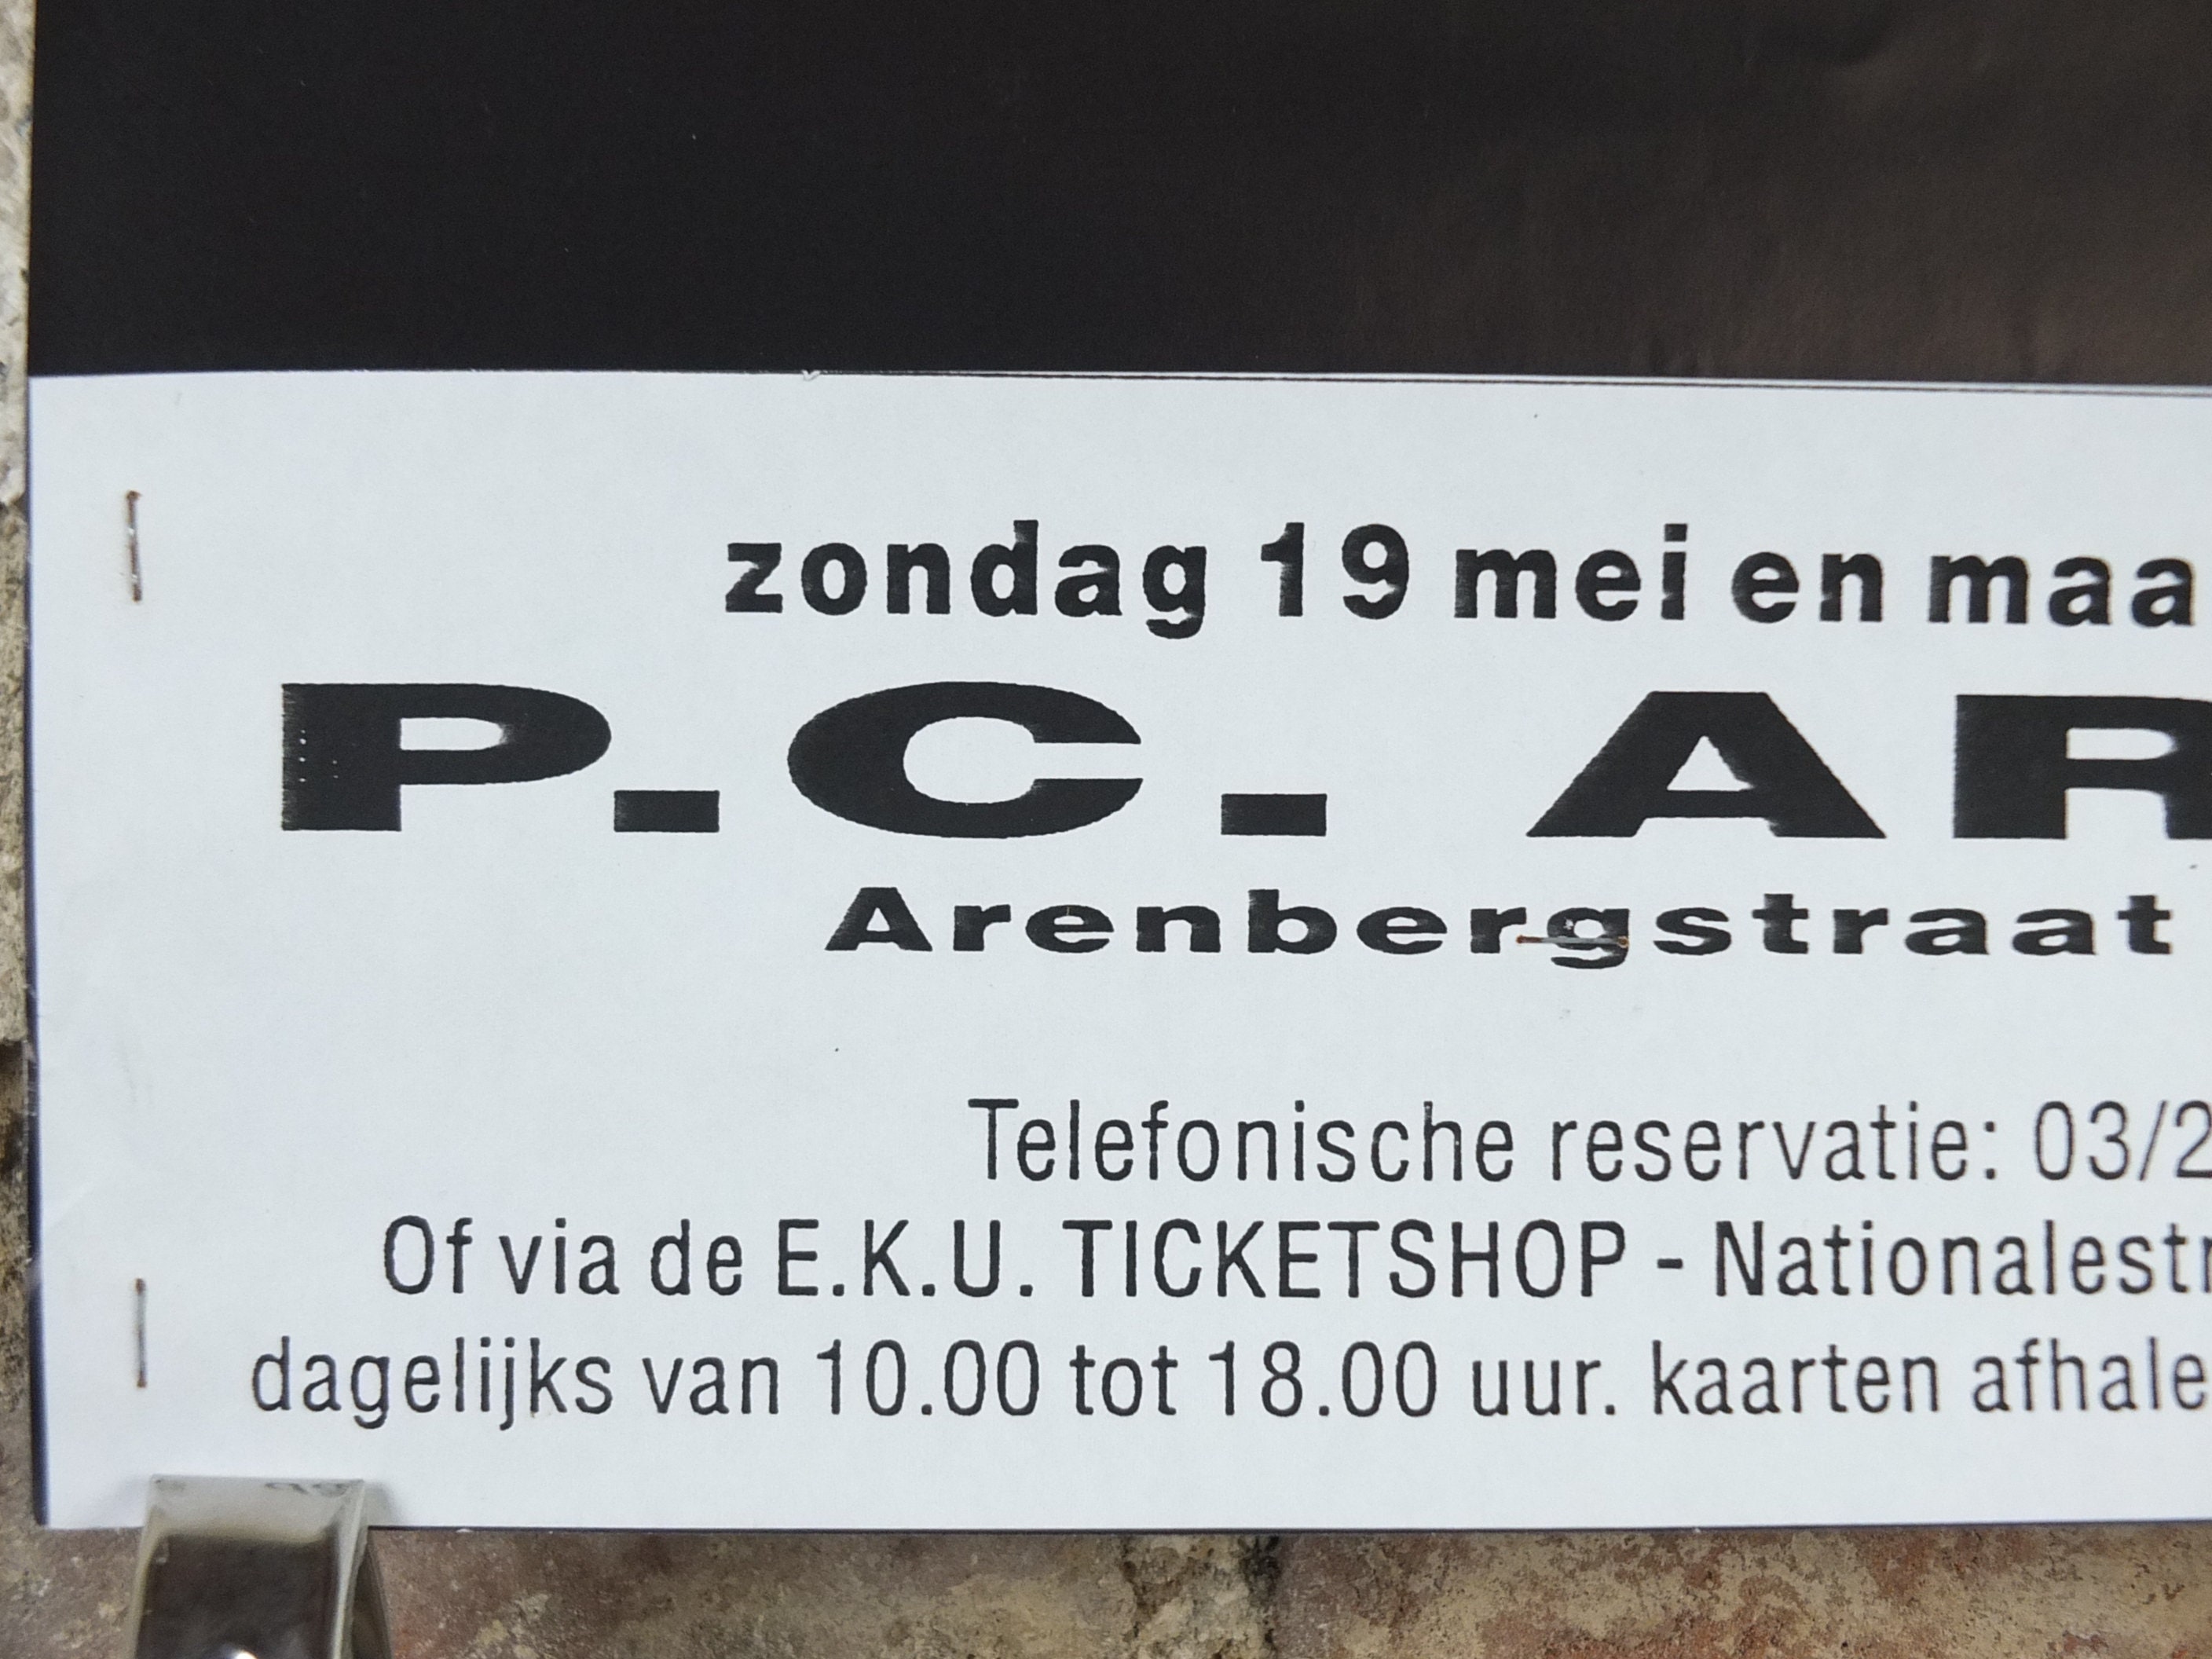 zondag 19 mei en maa
P.C. AR
Arenbergstraat
Telefonische reservatie: 03/2
Of via de E.K.U. TICKETSHOP - Nationalestr
dagelijks van 10.00 tot 18.00 uur. kaarten afhale